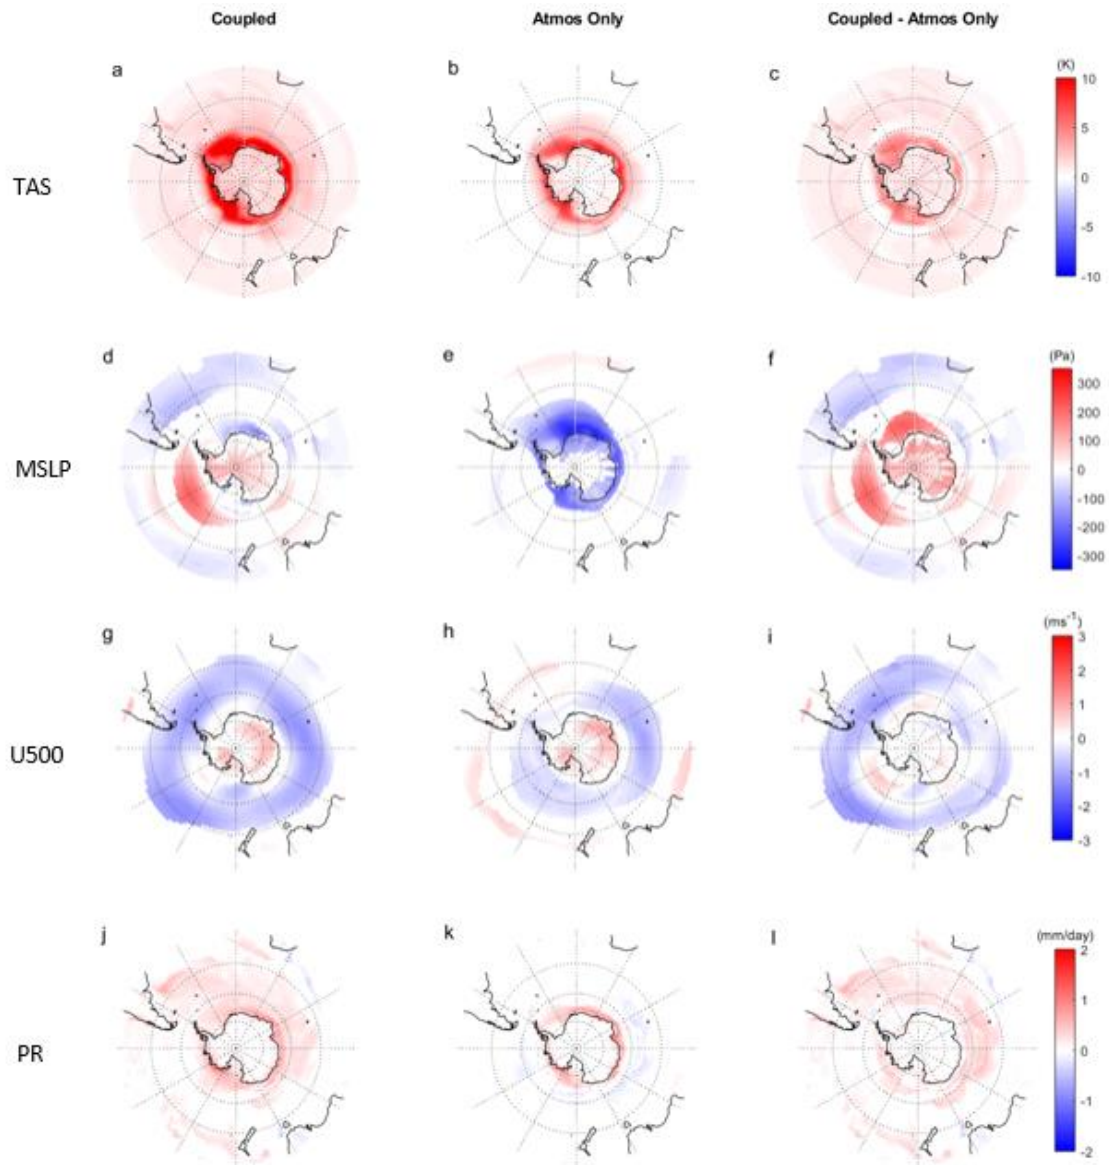 Coupled Atmos Only Coupled - Atmos Only
a b c (K)
10
5
TAS 0
-5
-10
d e f (Pa)
300
200
100
MSLP 0
-100
-200
-300
g h i (ms⁻¹)
3
2
1
U500 0
-1
-2
-3
j k l (mm/day)
2
1
PR 0
-1
-2